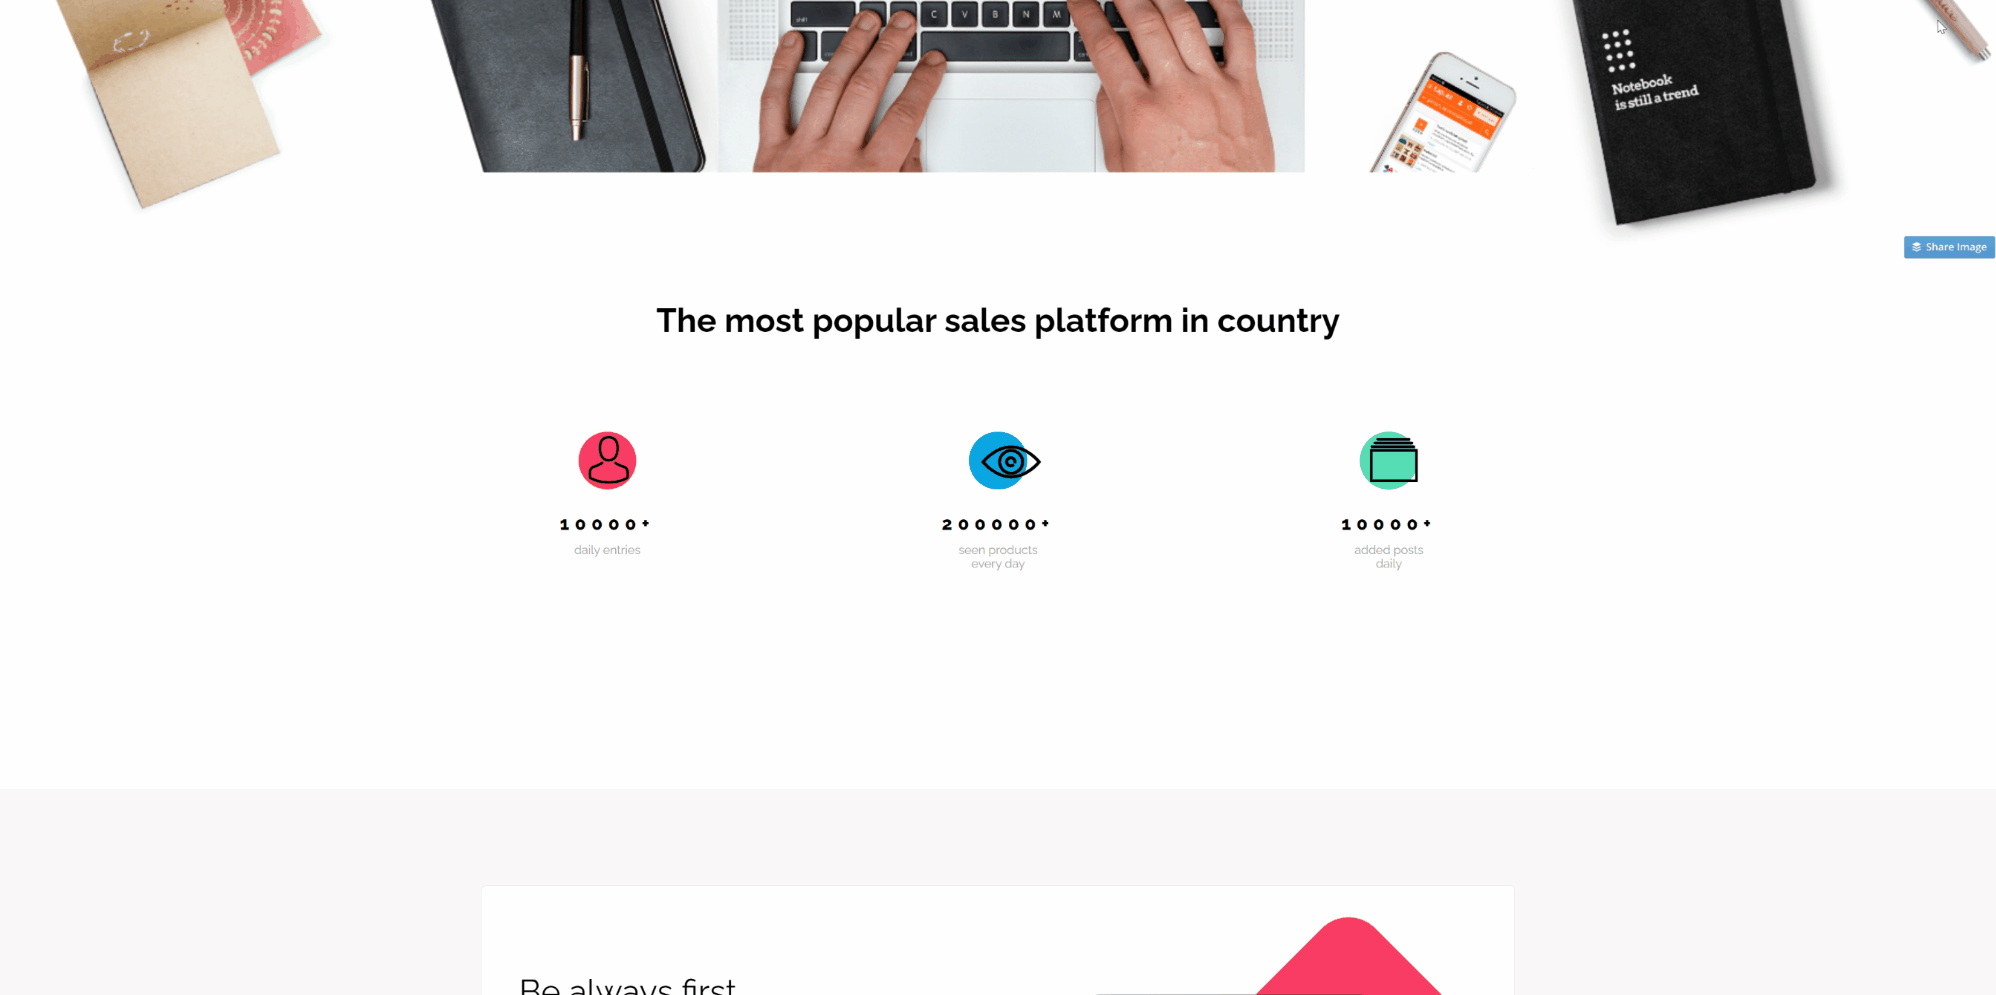 shift
C V B N M
Notebook
is still a trend
Share Image
The most popular sales platform in country
10000+
200000+
10000+
daily entries
seen products
every day
added posts
daily
Be always first